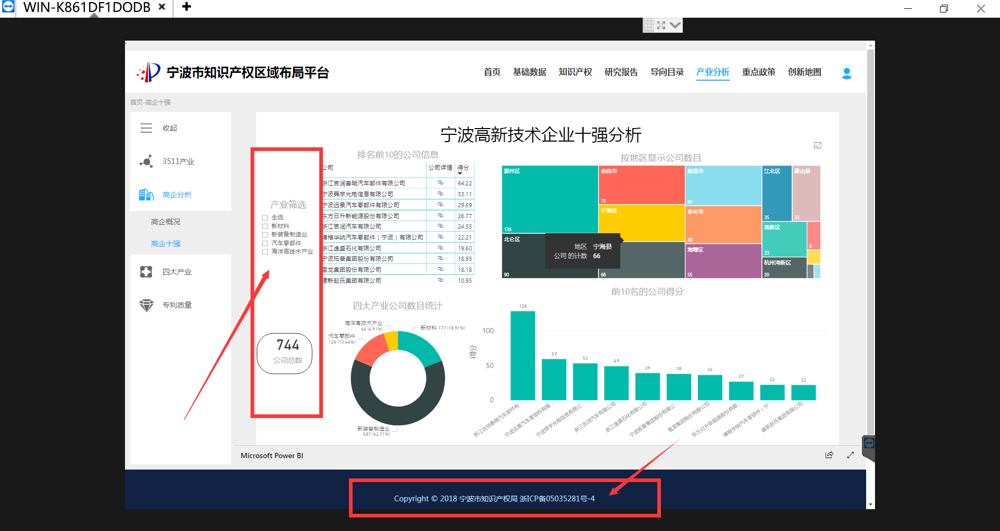 WIN-K861DF1DODB
宁波市知识产权区域布局平台
首页 基础数据 知识产权 研究报告 导向目录 产业分析 重点政策 创新地图
首页-高企十强
收起
3511产业
高企分析
高企概况
高企十强
四大产业
专利质量
宁波高新技术企业十强分析
产业筛选
全选
新材料
新装备制造业
汽车零部件
海洋高技术产业
744
公司总数
排名前10的公司信息
公司 公司详情 得分
浙江吉润春晓汽车部件有限公司 64.22
宁波舜宇光电信息有限公司 53.11
宁波远景汽车零部件有限公司 29.69
东方日升新能源股份有限公司 26.77
浙江吉润汽车有限公司 24.55
博格华纳汽车零部件（宁波）有限公司 22.21
浙江逸盛石化有限公司 19.60
宁波拓普集团股份有限公司 18.95
雪龙集团股份有限公司 18.18
建新赵氏集团有限公司 10.95
按地区显示公司数目
鄞州区
136
北仑区
90
余姚市
70
宁海县
66
慈溪市
64
奉化市
60
海曙区
55
江北区
35
象山县
33
高新区
33
杭州湾新区
20
8
地区 宁海县
公司 的计数 66
四大产业公司数目统计
海洋高技术产业
46 (4.91%)
汽车零部件
126 (13.46%)
新材料 177 (18.91%)
新装备制造业
587 (62.71%)
前10名的公司得分
得分
100
50
0
128
59
53
49
39
38
36
27
22
22
浙江吉润春晓汽车部件有...
宁波远景汽车零部件有限...
宁波舜宇光电信息有限公...
浙江吉润汽车有限公司
浙江逸盛石化有限公司
宁波拓普集团股份有限公...
雪龙集团股份有限公司
东方日升新能源股份有限...
博格华纳汽车零部件（宁...
建新赵氏集团有限公司
Microsoft Power BI
Copyright © 2018 宁波市知识产权局 浙ICP备05035281号-4